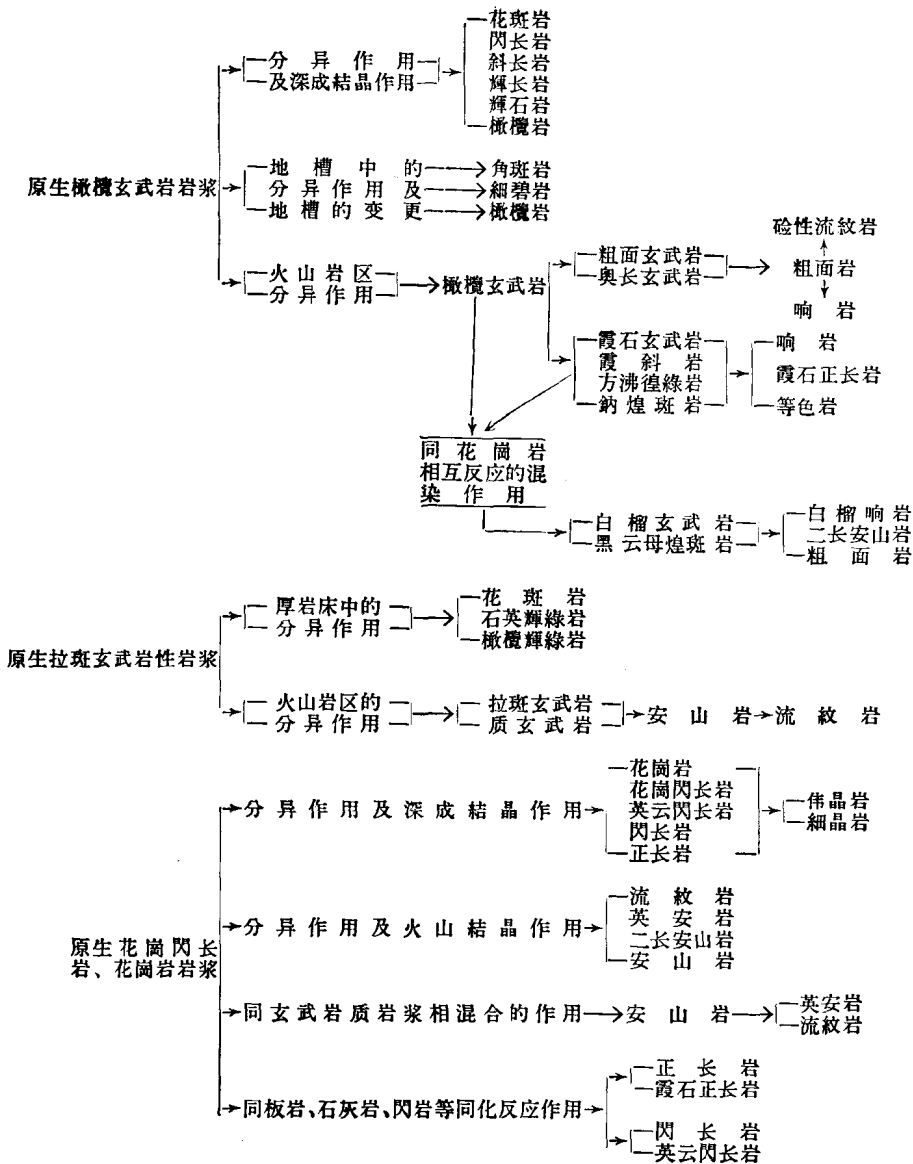 花斑岩
閃长岩
分异作用
斜长岩
及深成結晶作用
輝长岩
輝石岩
橄欖岩
地槽中的
角斑岩
原生橄欖玄武岩岩浆
分异作用及
細碧岩
地槽的变更
橄欖岩
硷性流紋岩
火山岩区
分异作用
橄欖玄武岩
粗面玄武岩
奥长玄武岩
粗面岩
响岩
霞石玄武岩
霞斜岩
方沸徨綠岩
鈉煌斑岩
响岩
霞石正长岩
等色岩
同花崗岩
相互反应的混
染作用
白榴玄武岩
黑云母煌斑岩
白榴响岩
二长安山岩
粗面岩
原生拉斑玄武岩性岩浆
厚岩床中的
分异作用
花斑岩
石英輝綠岩
橄欖輝綠岩
火山岩区的
分异作用
拉斑玄武岩
质玄武岩
安山岩
流紋岩
原生花崗閃长
岩、花崗岩岩浆
分异作用及深成結晶作用
花崗岩
花崗閃长岩
英云閃长岩
閃长岩
正长岩
伟晶岩
細晶岩
分异作用及火山結晶作用
流紋岩
英安岩
二长安山岩
安山岩
同玄武岩质岩浆相混合的作用
安山岩
英安岩
流紋岩
同板岩、石灰岩、閃岩等同化反应作用
正长岩
霞石正长岩
閃长岩
英云閃长岩